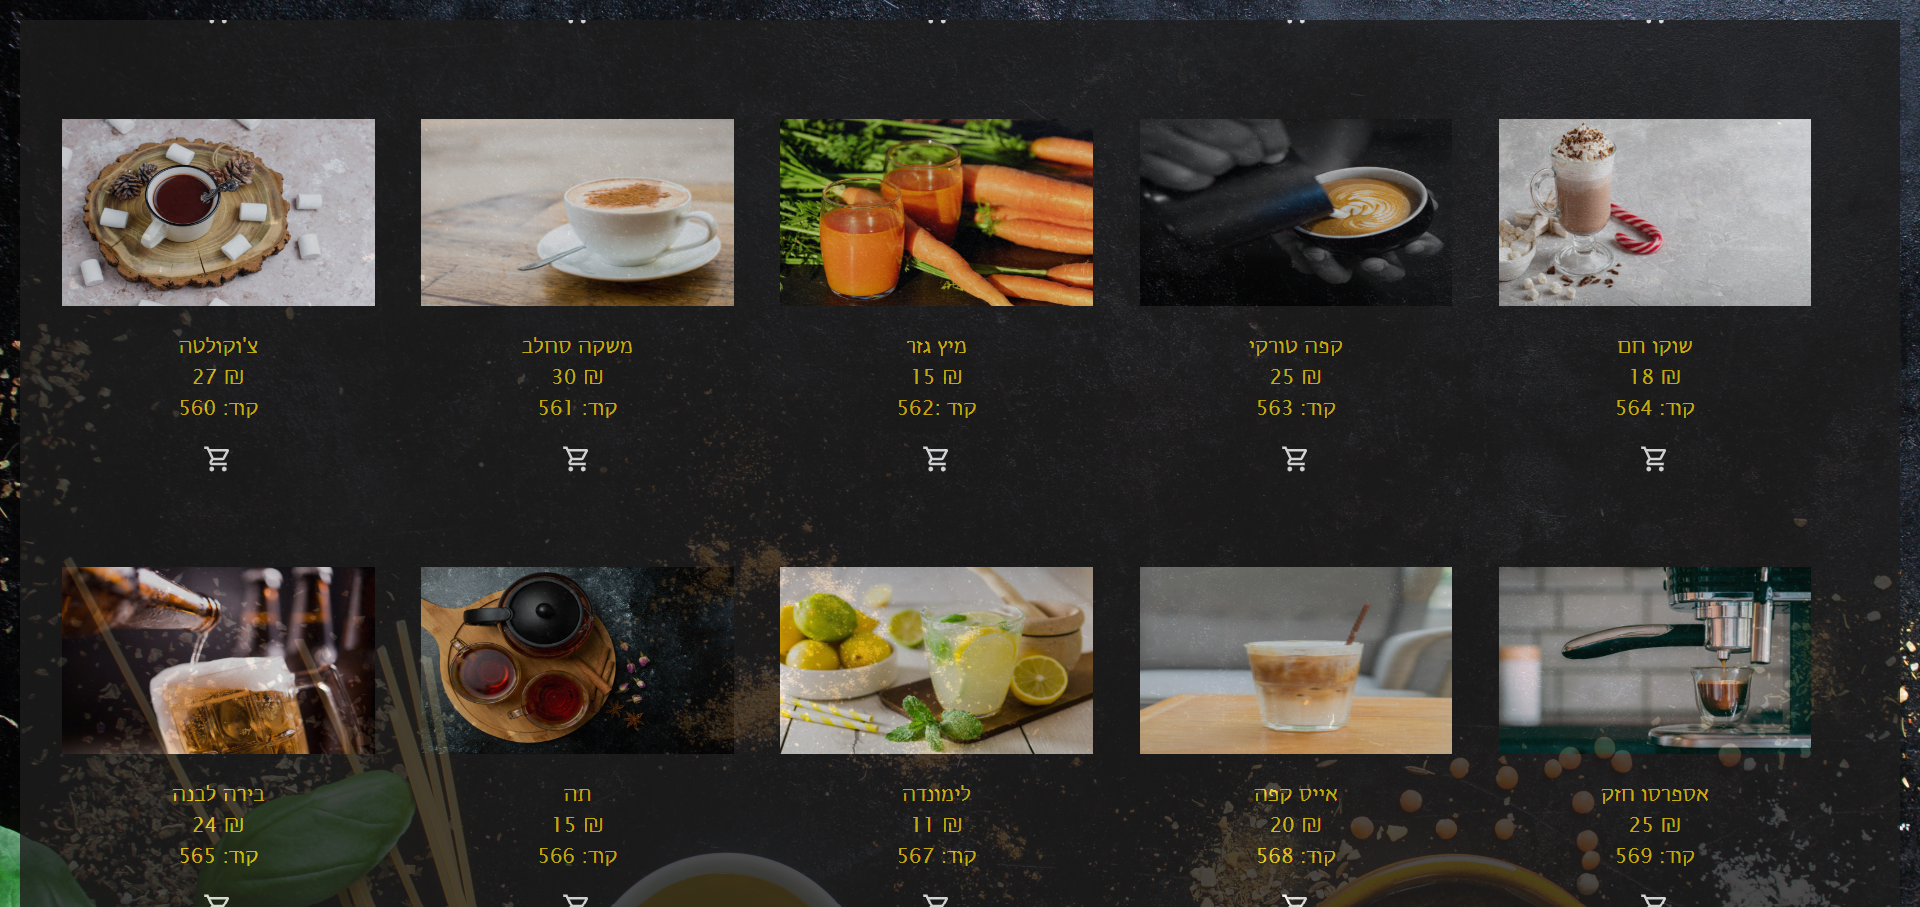 צ'וקולטה
27 ₪
קוד: 560
משקה סחלב
30 ₪
קוד: 561
מיץ גזר
15 ₪
קוד :562
קפה טורקי
25 ₪
קוד: 563
שוקו חם
18 ₪
קוד: 564
בירה לבנה
24 ₪
קוד: 565
תה
15 ₪
קוד: 566
לימונדה
11 ₪
קוד: 567
אייס קפה
20 ₪
קוד: 568
אספרסו חזק
25 ₪
קוד: 569